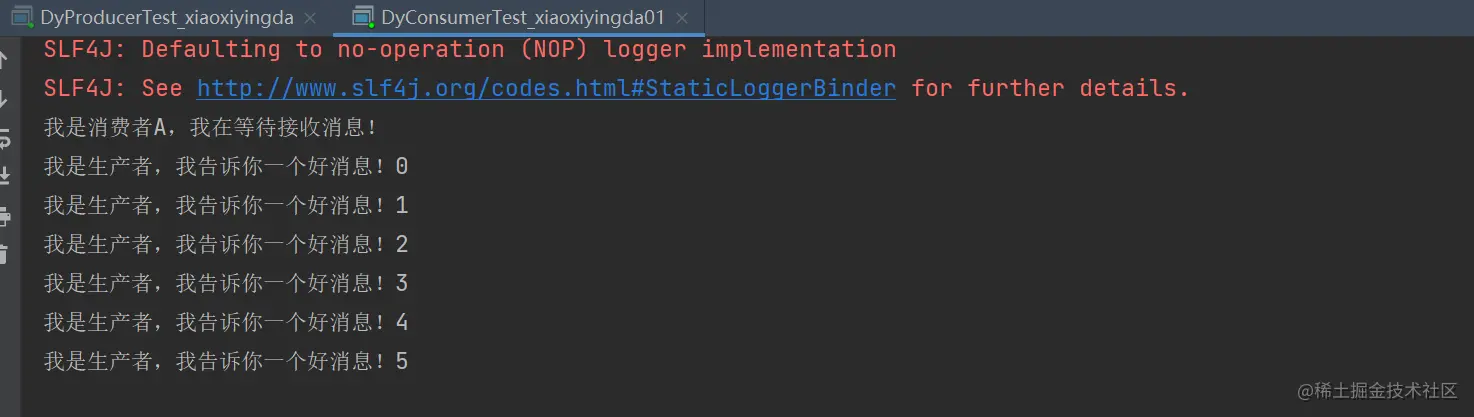 DyProducerTest_xiaoxiyingda × DyConsumerTest_xiaoxiyingda01 ×
SLF4J: Defaulting to no-operation (NOP) logger implementation
SLF4J: See http://www.slf4j.org/codes.html#StaticLoggerBinder for further details.
我是消费者A，我在等待接收消息！
我是生产者，我告诉你一个好消息！0
我是生产者，我告诉你一个好消息！1
我是生产者，我告诉你一个好消息！2
我是生产者，我告诉你一个好消息！3
我是生产者，我告诉你一个好消息！4
我是生产者，我告诉你一个好消息！5
@稀土掘金技术社区